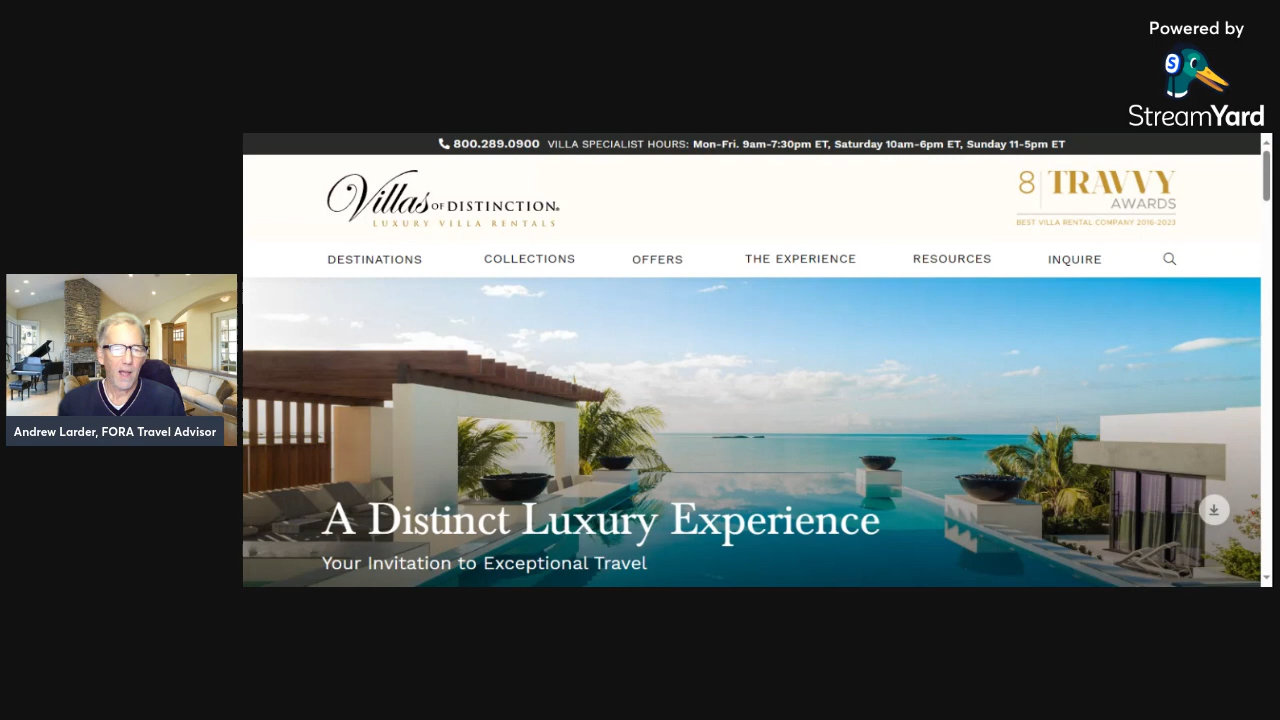 Powered by
StreamYard
800.289.0900 VILLA SPECIALIST HOURS: Mon-Fri. 9am-7:30pm ET, Saturday 10am-6pm ET, Sunday 11-5pm ET
Villas OF DISTINCTION®
LUXURY VILLA RENTALS
8 TRAVVY
AWARDS
BEST VILLA RENTAL COMPANY 2016-2023
DESTINATIONS COLLECTIONS OFFERS THE EXPERIENCE RESOURCES INQUIRE
Andrew Larder, FORA Travel Advisor
A Distinct Luxury Experience
Your Invitation to Exceptional Travel